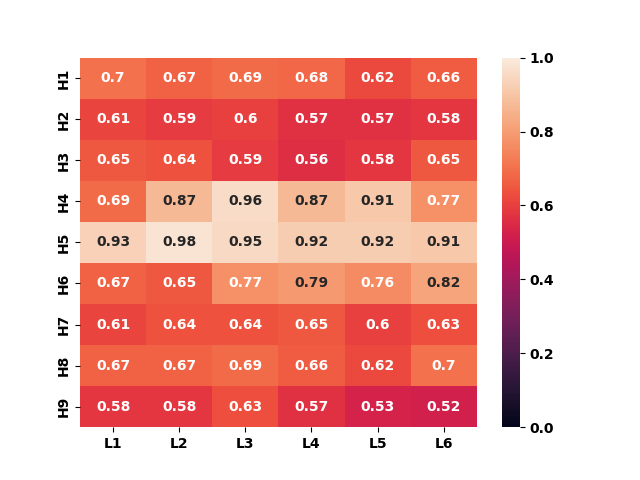 H1 0.7 0.67 0.69 0.68 0.62 0.66
H2 0.61 0.59 0.6 0.57 0.57 0.58
H3 0.65 0.64 0.59 0.56 0.58 0.65
H4 0.69 0.87 0.96 0.87 0.91 0.77
H5 0.93 0.98 0.95 0.92 0.92 0.91
H6 0.67 0.65 0.77 0.79 0.76 0.82
H7 0.61 0.64 0.64 0.65 0.6 0.63
H8 0.67 0.67 0.69 0.66 0.62 0.7
H9 0.58 0.58 0.63 0.57 0.53 0.52
L1 L2 L3 L4 L5 L6
1.0
0.8
0.6
0.4
0.2
0.0